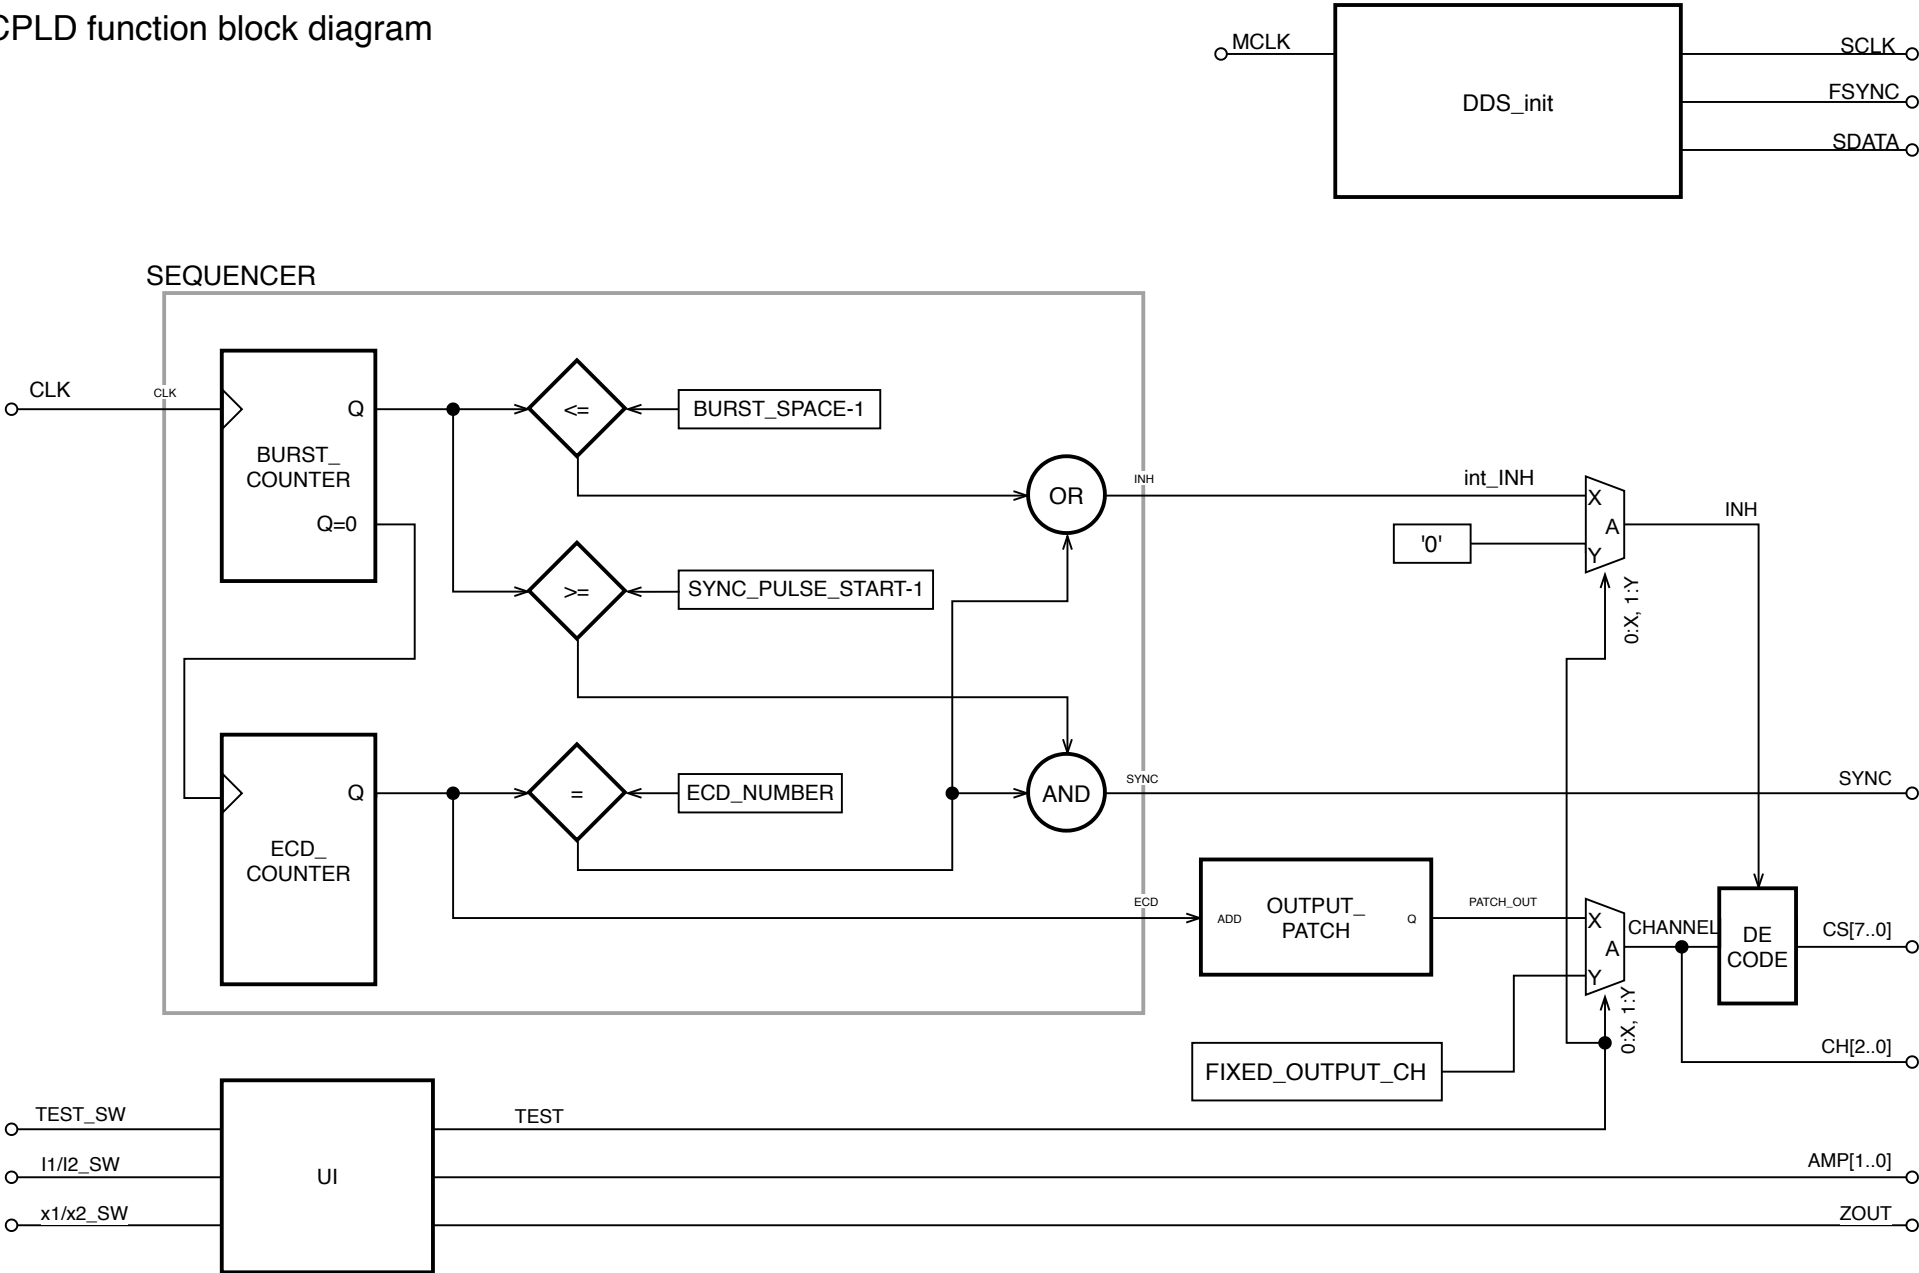 CPLD function block diagram
MCLK
DDS_init
SCLK
FSYNC
SDATA
SEQUENCER
CLK
CLK
Q
BURST_
COUNTER
Q=0
<=
BURST_SPACE-1
OR
INH
int_INH
X
A
Y
'0'
0:X, 1:Y
INH
>=
SYNC_PULSE_START-1
Q
ECD_
COUNTER
=
ECD_NUMBER
AND
SYNC
SYNC
ECD
ADD
OUTPUT_
PATCH
Q
PATCH_OUT
X
A
Y
0:X, 1:Y
CHANNEL
DE
CODE
CS[7..0]
CH[2..0]
FIXED_OUTPUT_CH
TEST_SW
I1/I2_SW
x1/x2_SW
UI
TEST
AMP[1..0]
ZOUT